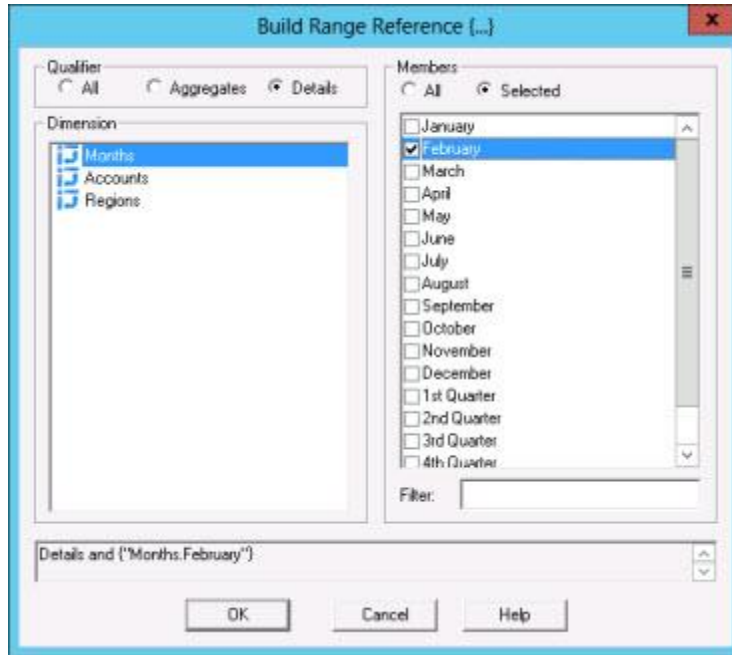 Build Range Reference {...}
x
Qualifier
All Aggregates Details
Dimension
Months
Accounts
Regions
Members
All Selected
January
February
March
April
May
June
July
August
September
October
November
December
1st Quarter
2nd Quarter
3rd Quarter
4th Quarter
Filter:
Details and {"Months.February"}
OK Cancel Help